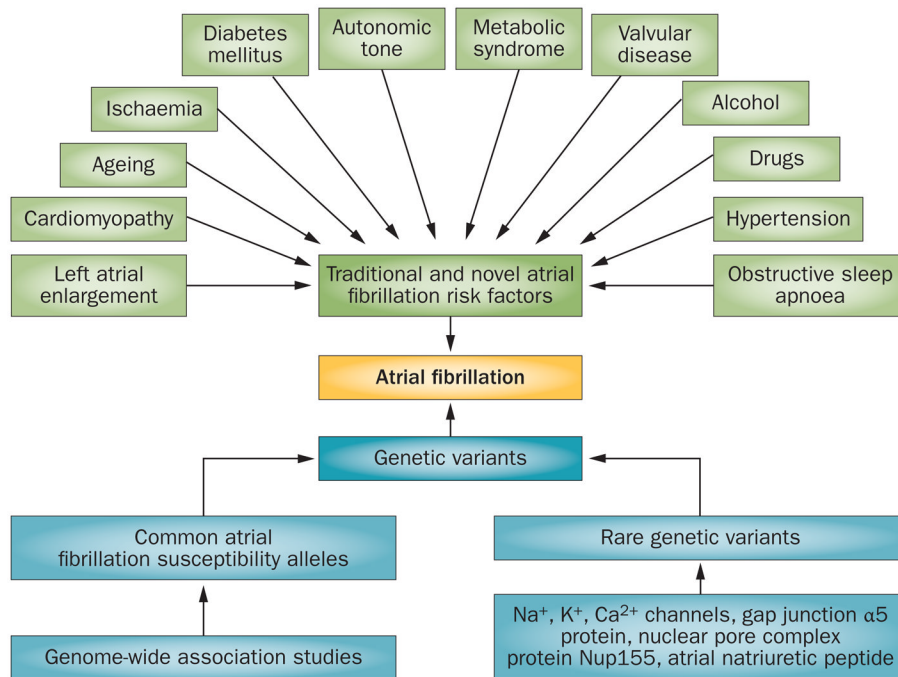 Diabetes
mellitus
Autonomic
tone
Metabolic
syndrome
Valvular
disease
Ischaemia
Alcohol
Ageing
Drugs
Cardiomyopathy
Hypertension
Left atrial
enlargement
Traditional and novel atrial
fibrillation risk factors
Obstructive sleep
apnoea
Atrial fibrillation
Genetic variants
Common atrial
fibrillation susceptibility alleles
Rare genetic variants
Genome-wide association studies
Na⁺, K⁺, Ca²⁺ channels, gap junction α5
protein, nuclear pore complex
protein Nup155, atrial natriuretic peptide